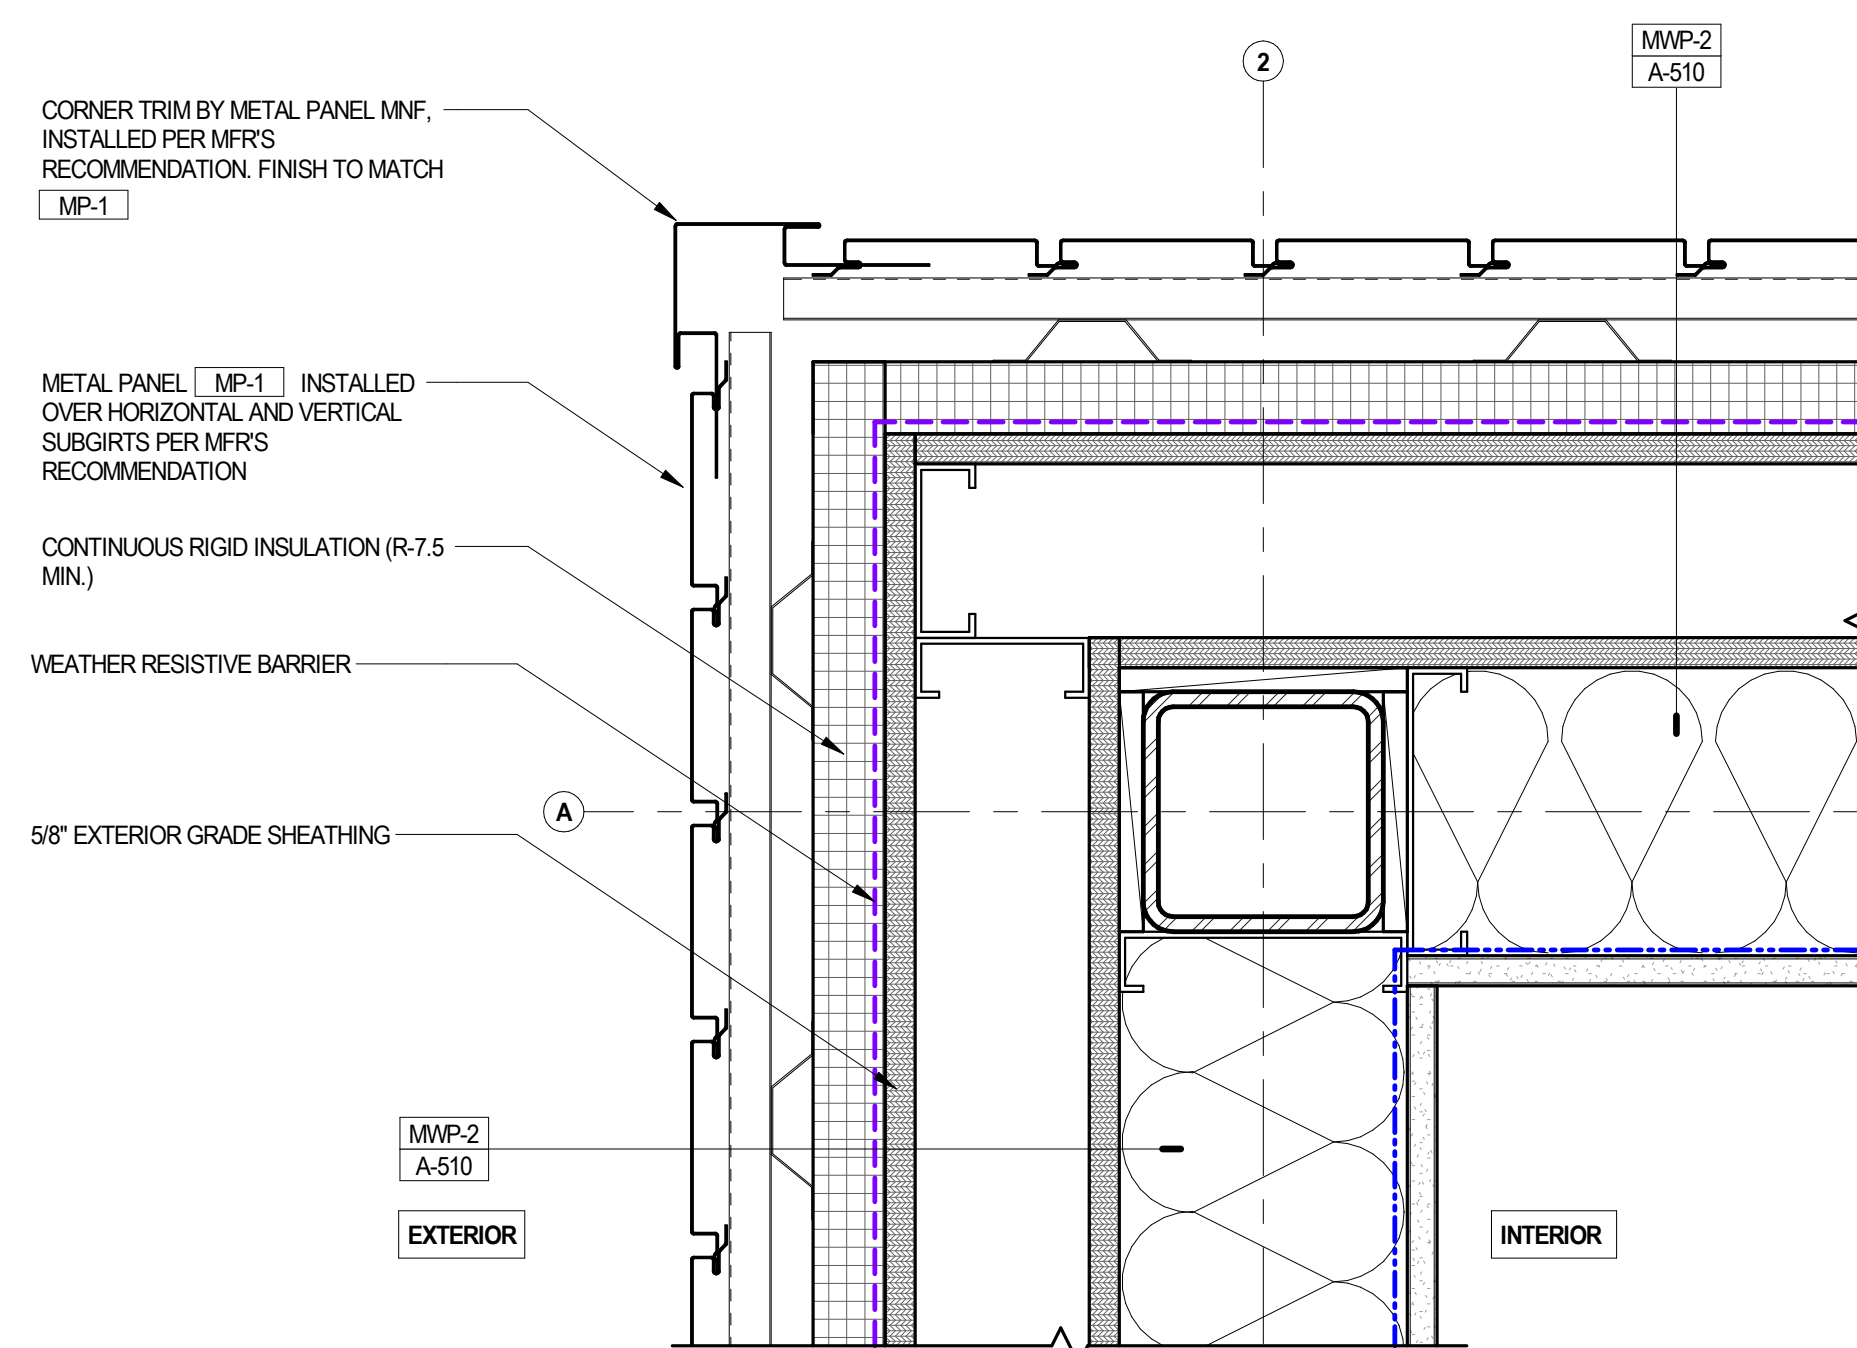 2
MWP-2
A-510
CORNER TRIM BY METAL PANEL MNF,
INSTALLED PER MFR'S
RECOMMENDATION. FINISH TO MATCH
MP-1
METAL PANEL MP-1 INSTALLED
OVER HORIZONTAL AND VERTICAL
SUBGIRTS PER MFR'S
RECOMMENDATION
CONTINUOUS RIGID INSULATION (R-7.5
MIN.)
WEATHER RESISTIVE BARRIER
A
5/8" EXTERIOR GRADE SHEATHING
MWP-2
A-510
EXTERIOR
INTERIOR